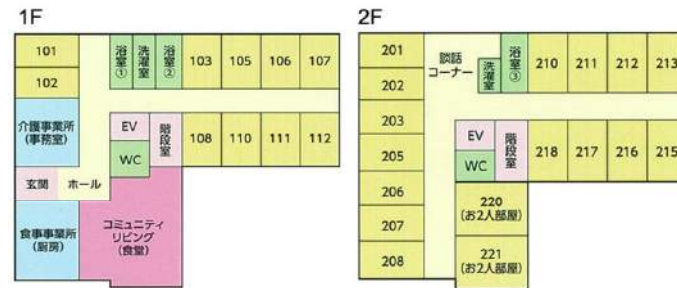 1F
101
102
浴室①
洗濯室
浴室②
103
105
106
107
介護事業所
(事務室)
EV
階段室
WC
108
110
111
112
玄関
ホール
食事事業所
(厨房)
コミュニティ
リビング
(食堂)
2F
201
202
203
205
206
207
208
談話
コーナー
洗濯室
浴室③
210
211
212
213
EV
階段室
WC
218
217
216
215
220
(お2人部屋)
221
(お2人部屋)